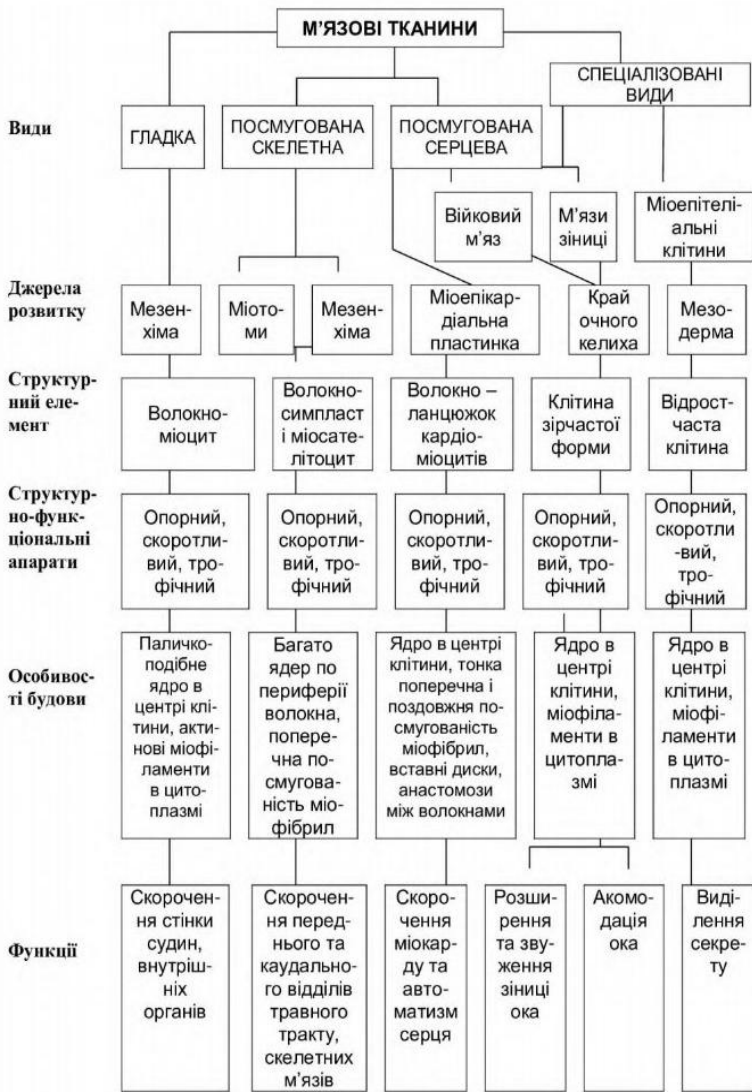 М’ЯЗОВІ ТКАНИНИ
СПЕЦІАЛІЗОВАНІ
ВИДИ
Види
ГЛАДКА
ПОСМУГОВАНА
СКЕЛЕТНА
ПОСМУГОВАНА
СЕРЦЕВА
Війковий
м’яз
М’язи
зіниці
Міоепітелі-
альні клітини
Джерела
розвитку
Мезен-
хіма
Міото-
ми
Мезен-
хіма
Міоепікар-
діальна
пластинка
Край
очного
келиха
Мезо-
дерма
Структур-
ний еле-
мент
Волокно-
міоцит
Волокно-
симпласт
і міосате-
літоцит
Волокно –
ланцюжок
кардіо-
міоцитів
Клітина
зірчастої
форми
Відрост-
часта
клітина
Структур-
но-функ-
ціональні
апарати
Опорний,
скоротли-
вий, тро-
фічний
Опорний,
скоротли-
вий, тро-
фічний
Опорний,
скоротли-
вий, тро-
фічний
Опорний,
скоротли-
вий, тро-
фічний
Опорний,
скоротли
-вий,
тро-
фічний
Особивос-
ті будови
Паличко-
подібне
ядро в
центрі клі-
тини, акти-
нові міофі-
ламенти
в цито-
плазмі
Багато
ядер по
периферії
волокна,
попере-
чна по-
смугова-
ність міо-
фібрил
Ядро в центрі
клітини, тонка
поперечна і
поздовжня по-
смугованість
міофібрил,
вставні диски,
анастомози
між волокнами
Ядро в
центрі
клітини,
міофіла-
менти в
цитопла-
змі
Ядро в
центрі
клітини,
міофіла-
менти
в цито-
плазмі
Функції
Скорочен-
ня стінки
судин,
внутріш-
ніх
органів
Скорочен-
ня перед-
нього та
каудально-
го відділів
травного
тракту,
скелетних
м’язів
Скоро-
чення
міокар-
ду та
авто-
матизм
серця
Розши-
рення
та зву-
ження
зіниці
ока
Акомо-
дація
ока
Виді-
лення
секре-
ту